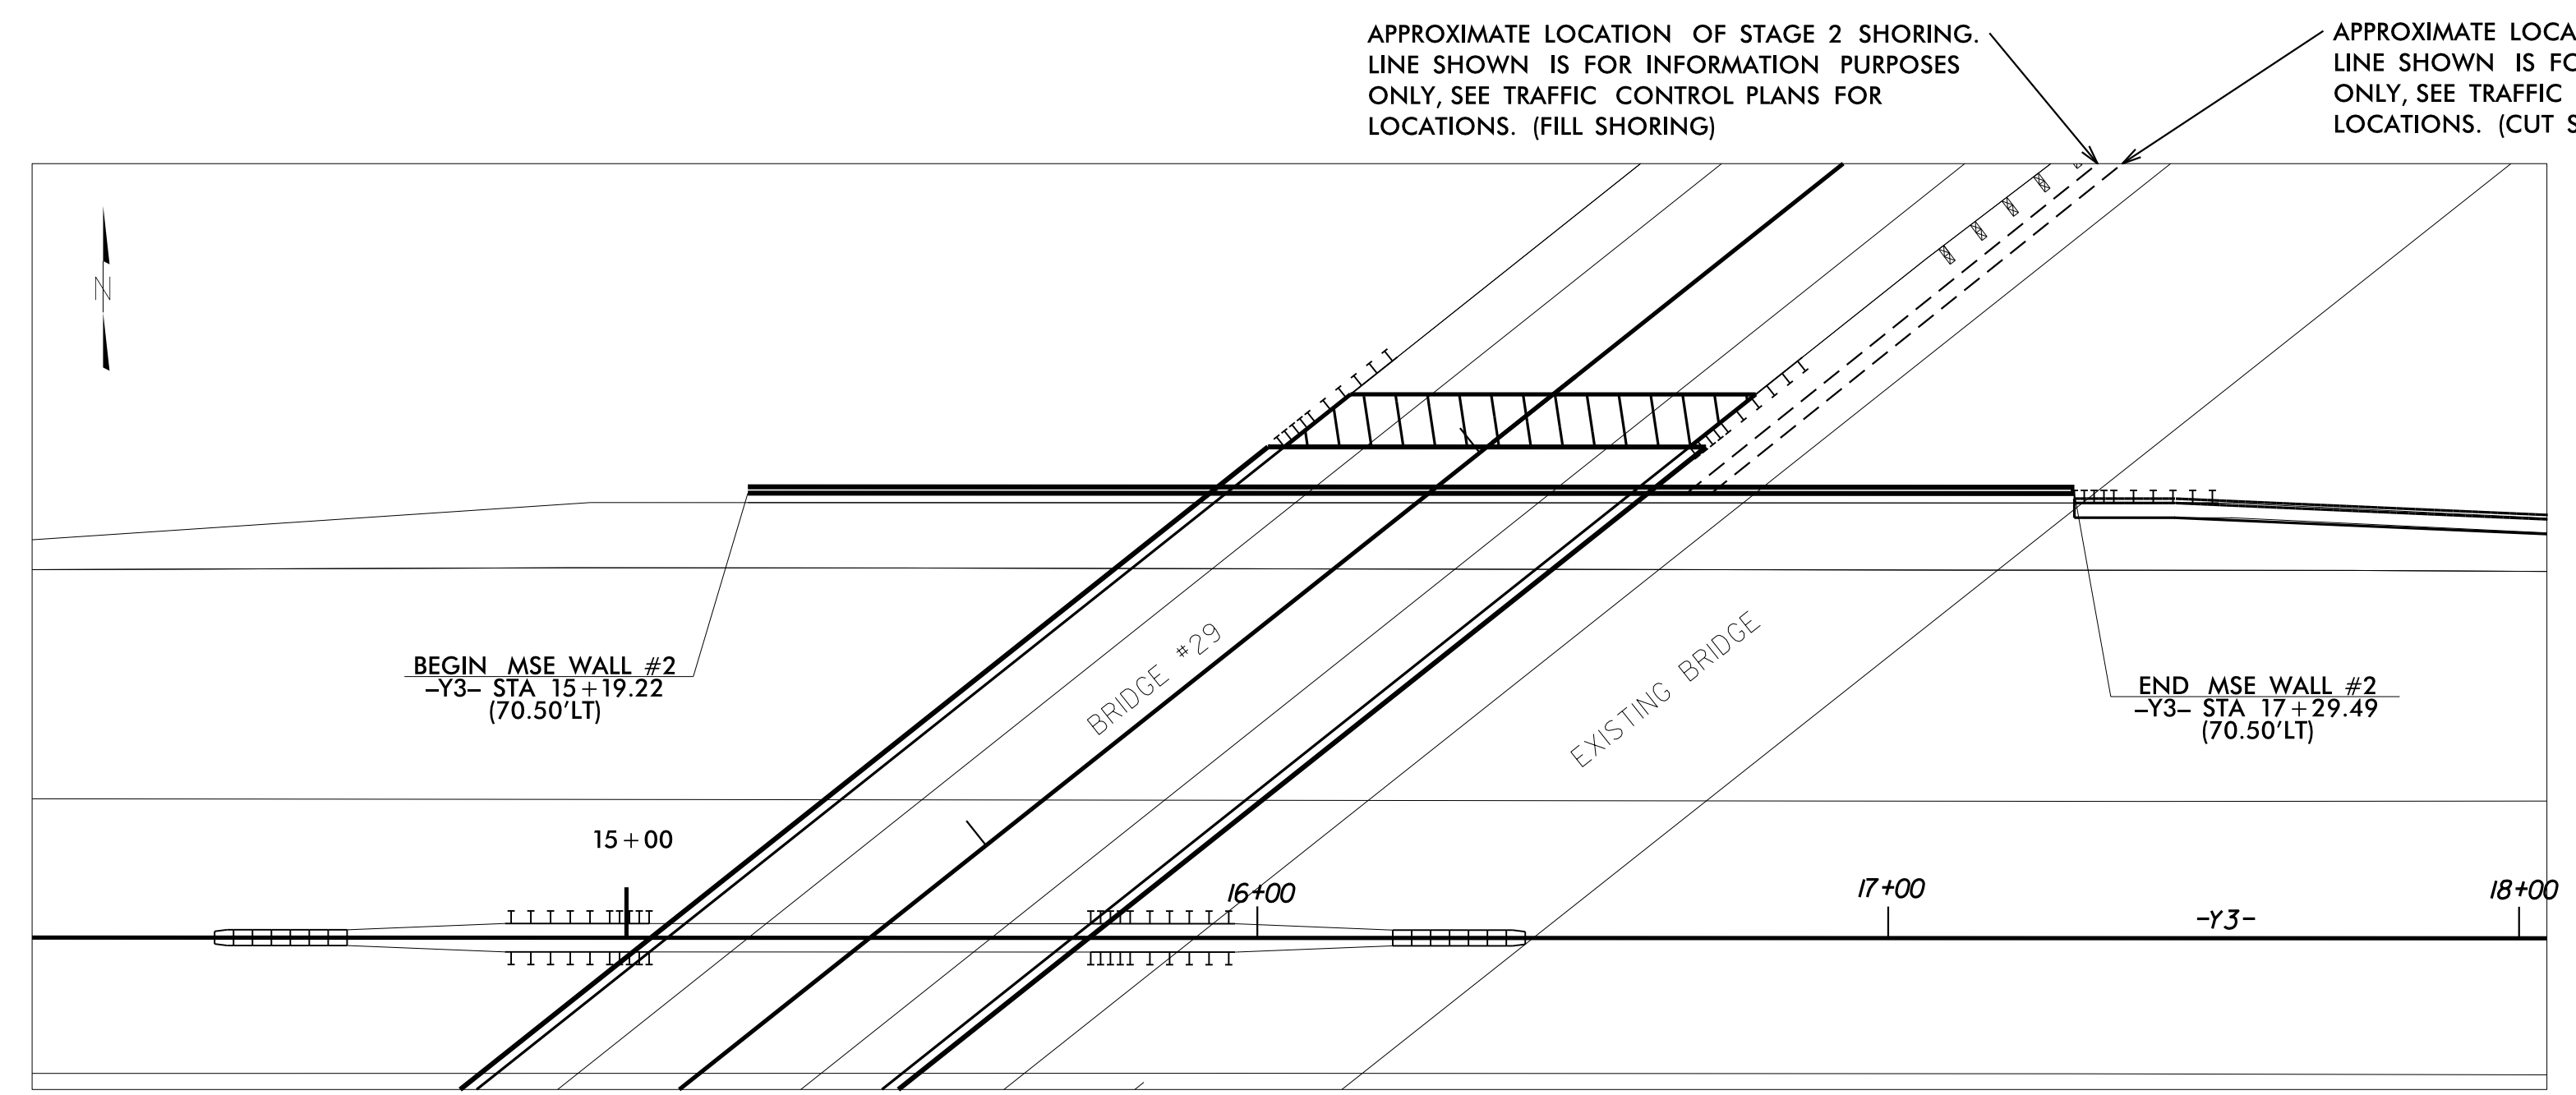 APPROXIMATE LOCATION OF STAGE 2 SHORING.
LINE SHOWN IS FOR INFORMATION PURPOSES
ONLY, SEE TRAFFIC CONTROL PLANS FOR
LOCATIONS. (FILL SHORING)
APPROXIMATE LOCA
LINE SHOWN IS FO
ONLY, SEE TRAFFIC
LOCATIONS. (CUT S
N
BRIDGE #29
EXISTING BRIDGE
BEGIN MSE WALL #2
-Y3- STA 15+19.22
(70.50'LT)
END MSE WALL #2
-Y3- STA 17+29.49
(70.50'LT)
15+00
16+00
17+00
18+00
-Y3-